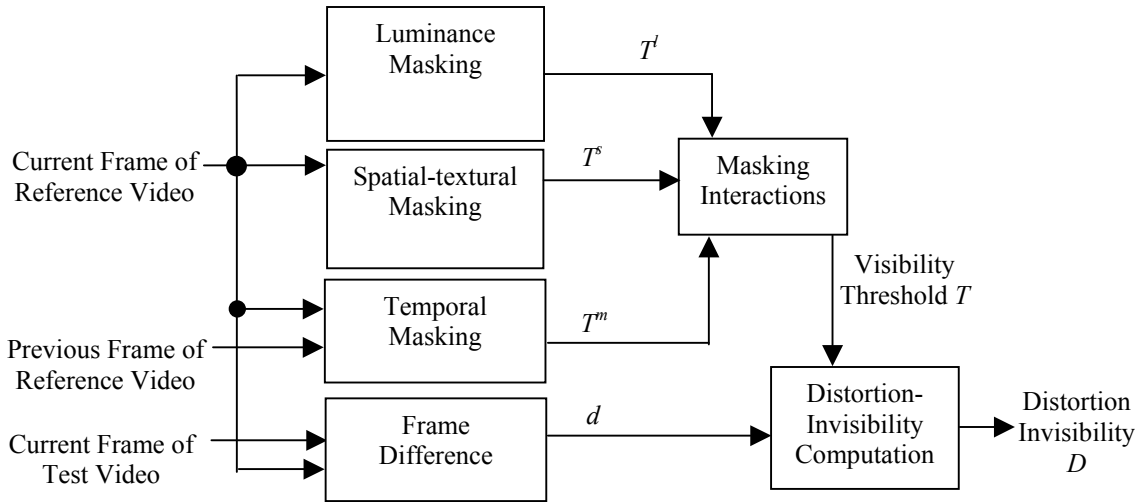 Luminance
Masking
T^l
Current Frame of
Reference Video
Spatial-textural
Masking
T^s
Masking
Interactions
Visibility
Threshold T
Temporal
Masking
T^m
Previous Frame of
Reference Video
Current Frame of
Test Video
Frame
Difference
d
Distortion-
Invisibility
Computation
Distortion
Invisibility
D